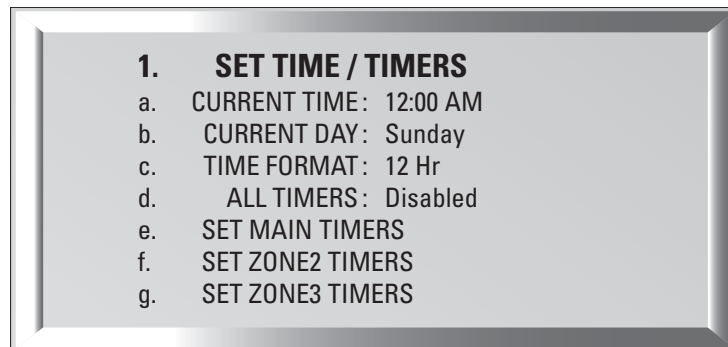 1. SET TIME / TIMERS
a. CURRENT TIME: 12:00 AM
b. CURRENT DAY: Sunday
c. TIME FORMAT: 12 Hr
d. ALL TIMERS: Disabled
e. SET MAIN TIMERS
f. SET ZONE2 TIMERS
g. SET ZONE3 TIMERS